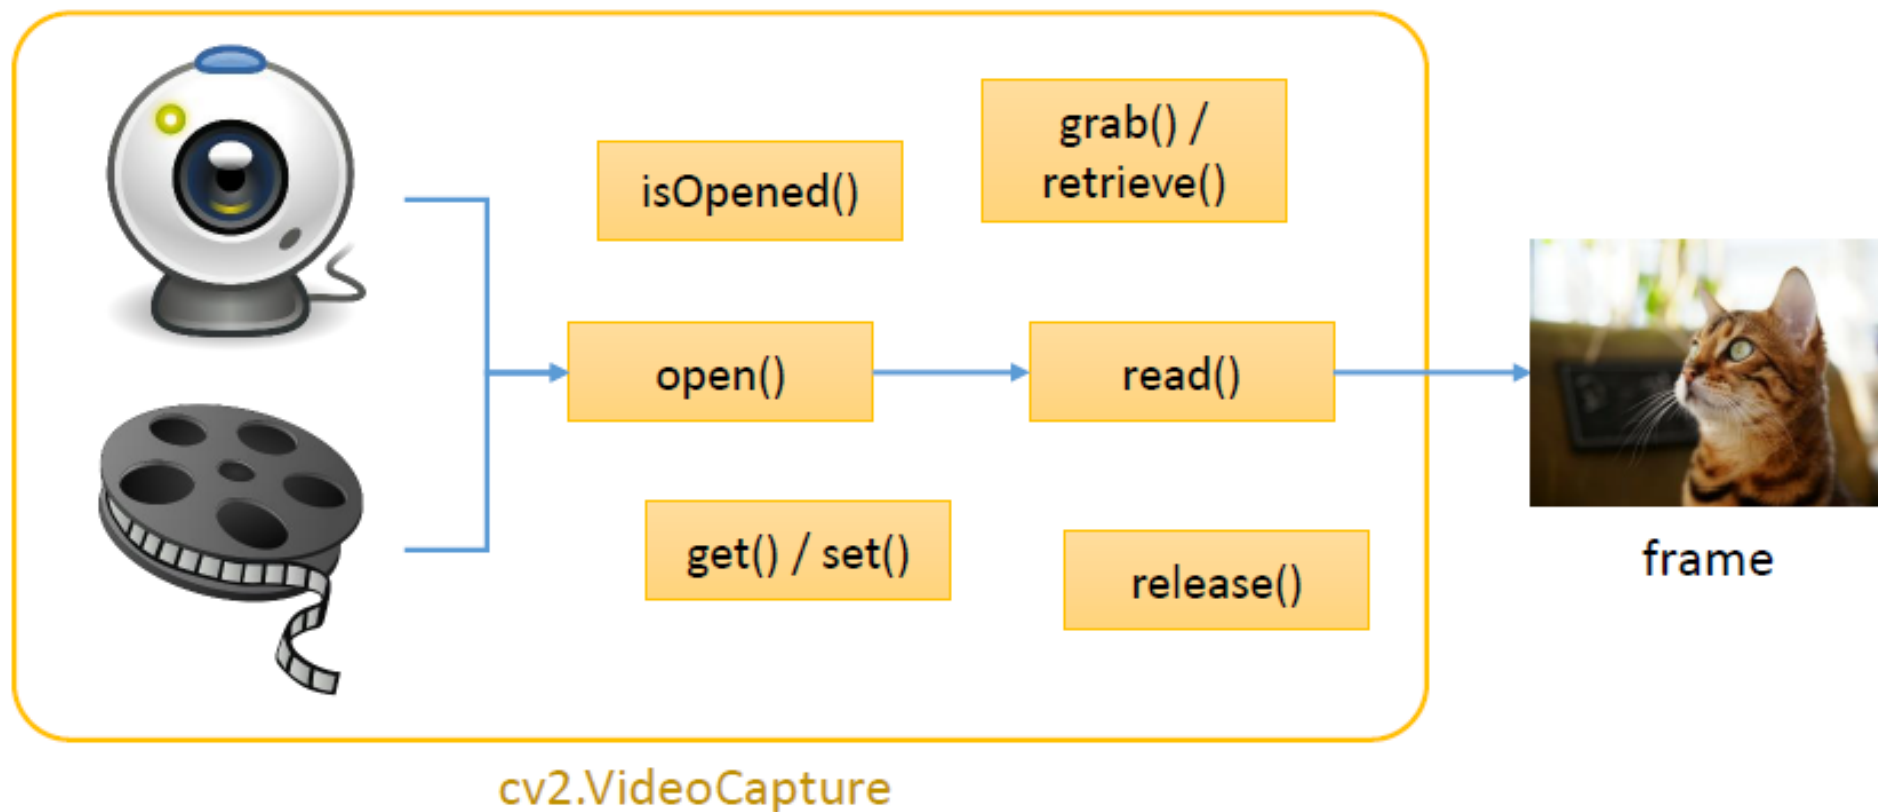 isOpened()
grab() /
retrieve()
open()
read()
get() / set()
release()
frame
cv2.VideoCapture